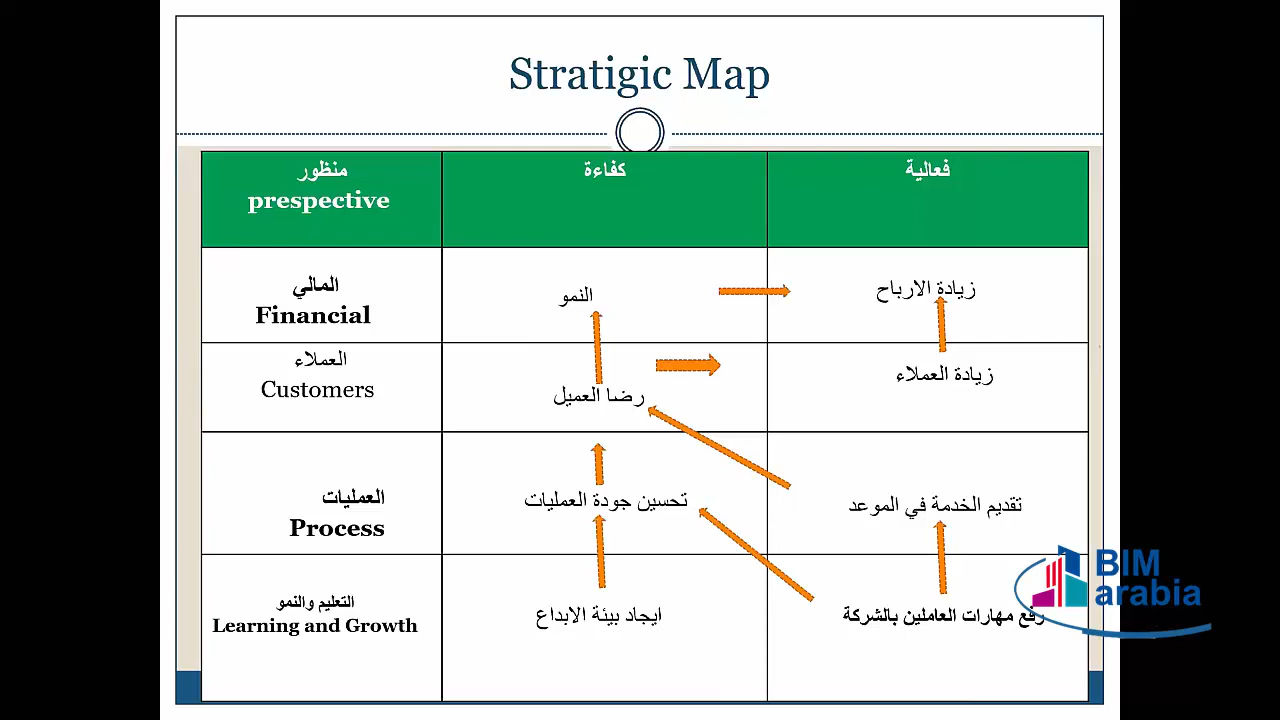 Stratigic Map
منظور
prespective
كفاءة
فعالية
المالي
Financial
النمو
زيادة الارباح
العملاء
Customers
رضا العميل
زيادة العملاء
العمليات
Process
تحسين جودة العمليات
تقديم الخدمة في الموعد
التعليم والنمو
Learning and Growth
ايجاد بيئة الابداع
رفع مهارات العاملين بالشركة
BIM
arabia